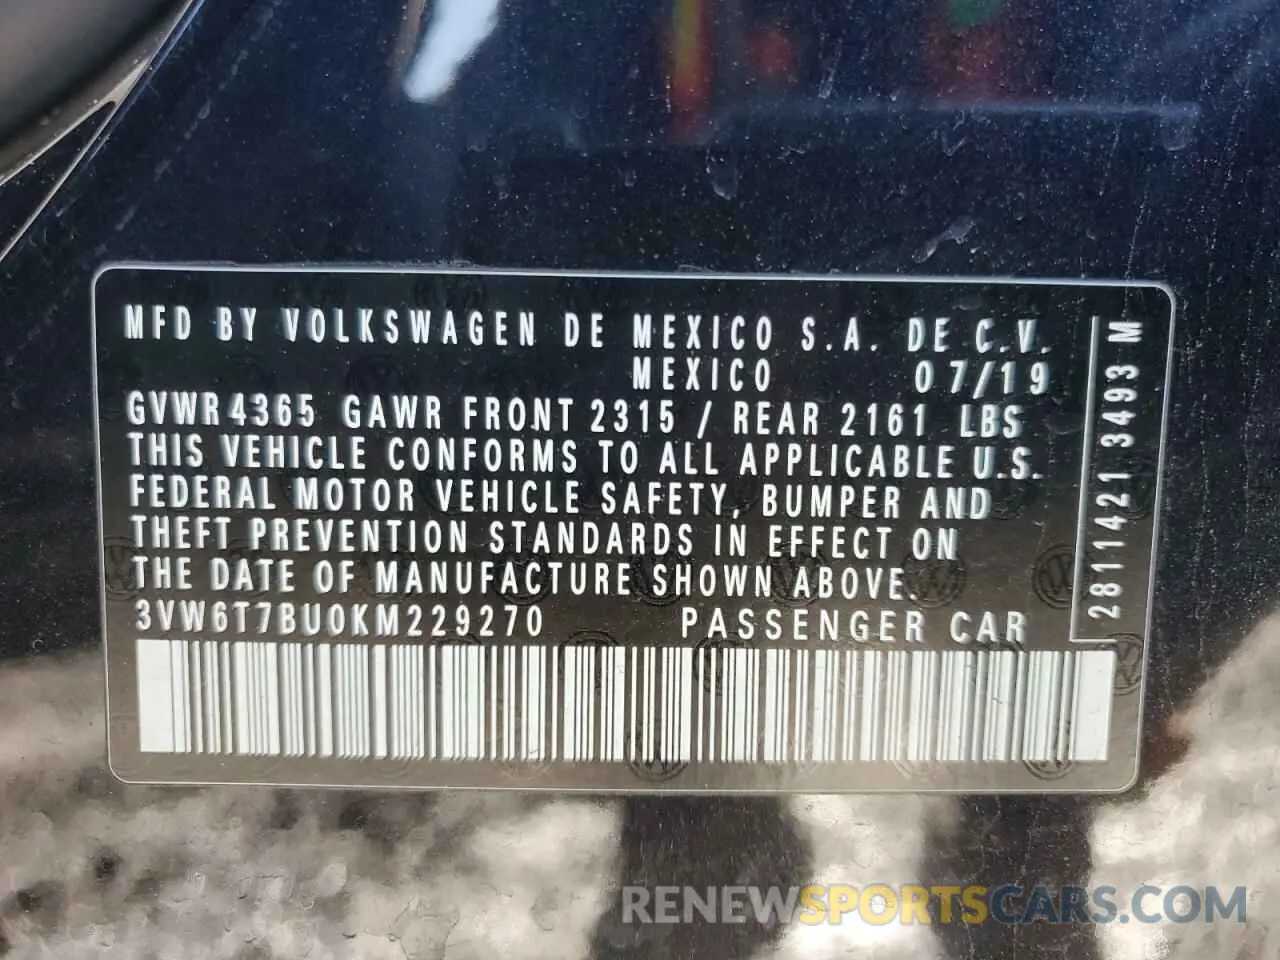 MFD BY VOLKSWAGEN DE MEXICO S.A. DE C.V.
MEXICO 07/19
GVWR 4365 GAWR FRONT 2315 / REAR 2161 LBS
THIS VEHICLE CONFORMS TO ALL APPLICABLE U.S.
FEDERAL MOTOR VEHICLE SAFETY, BUMPER AND
THEFT PREVENTION STANDARDS IN EFFECT ON
THE DATE OF MANUFACTURE SHOWN ABOVE.
3VW6T7BU0KM229270 PASSENGER CAR
2811421 3493 M
RENEWSPORTSCARS.COM